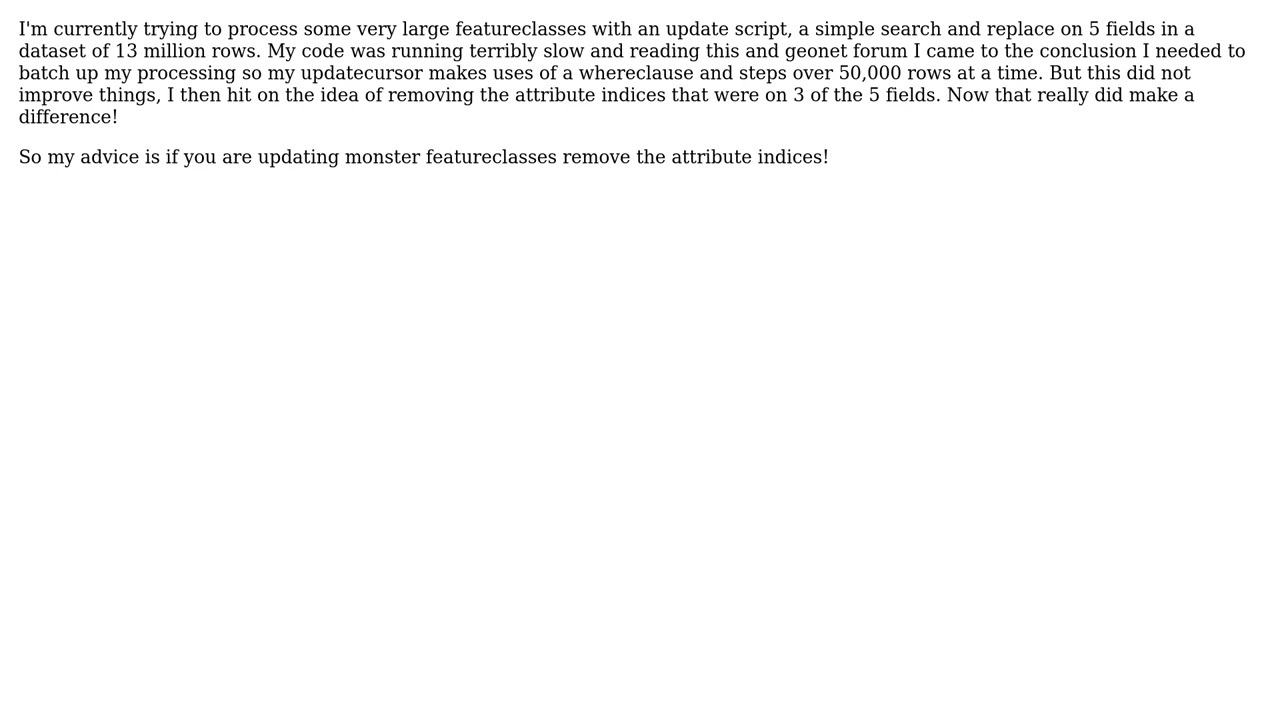 I'm currently trying to process some very large featureclasses with an update script, a simple search and replace on 5 fields in a
dataset of 13 million rows. My code was running terribly slow and reading this and geonet forum I came to the conclusion I needed to
batch up my processing so my updatecursor makes uses of a whereclause and steps over 50,000 rows at a time. But this did not
improve things, I then hit on the idea of removing the attribute indices that were on 3 of the 5 fields. Now that really did make a
difference!
So my advice is if you are updating monster featureclasses remove the attribute indices!